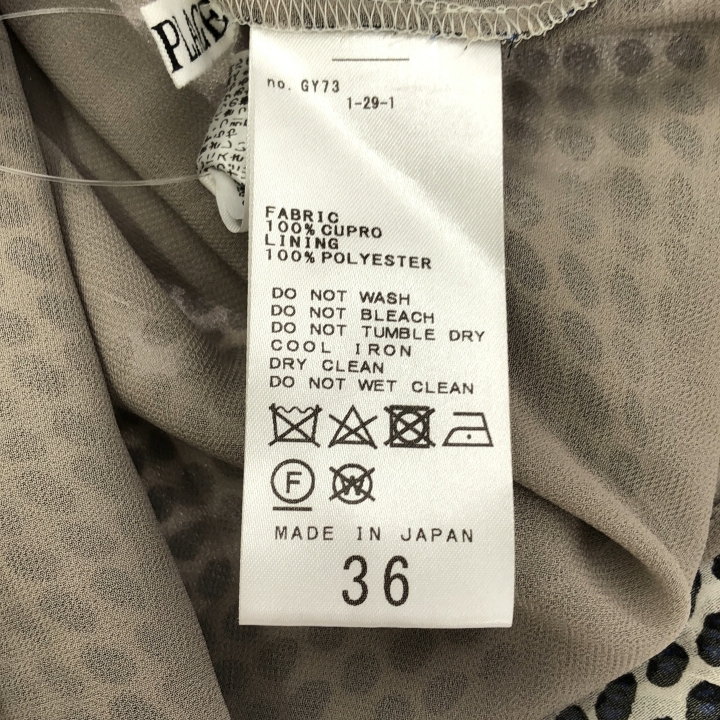 PLACE
no. GY73
1-29-1
FABRIC
100% CUPRO
LINING
100% POLYESTER
DO NOT WASH
DO NOT BLEACH
DO NOT TUMBLE DRY
COOL IRON
DRY CLEAN
DO NOT WET CLEAN
F W
MADE IN JAPAN
36